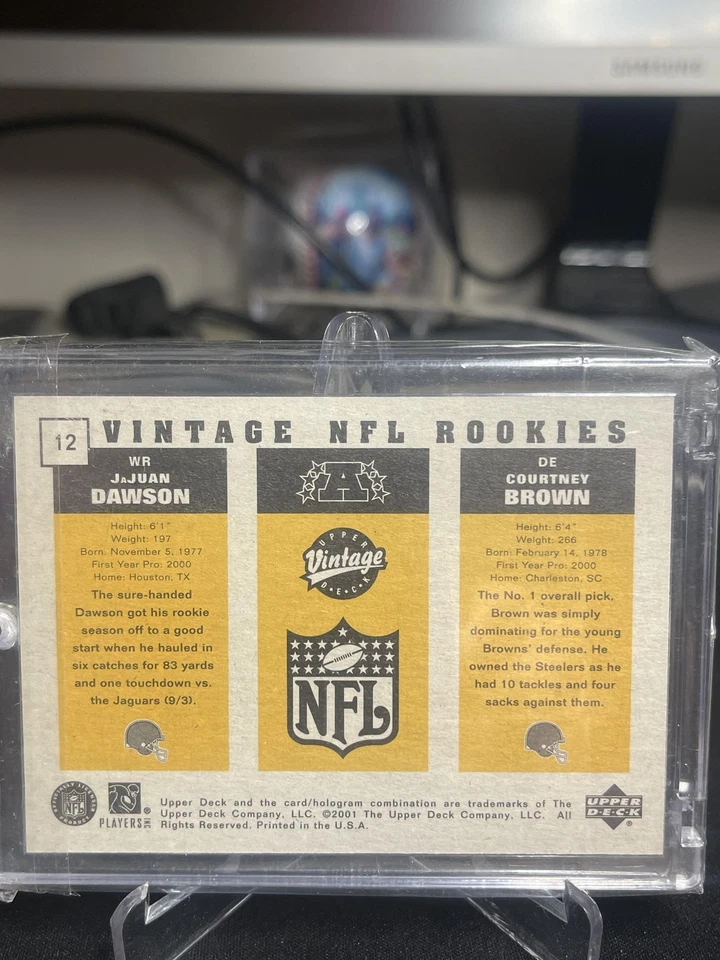 SAMSUNG
12
VINTAGE NFL ROOKIES
WR
JAJUAN
DAWSON
Height: 6'1"
Weight: 197
Born: November 5, 1977
First Year Pro: 2000
Home: Houston, TX
The sure-handed
Dawson got his rookie
season off to a good
start when he hauled in
six catches for 83 yards
and one touchdown vs.
the Jaguars (9/3).
A
UPPER
Vintage
DECK
NFL
DE
COURTNEY
BROWN
Height: 6'4"
Weight: 266
Born: February 14, 1978
First Year Pro: 2000
Home: Charleston, SC
The No. 1 overall pick,
Brown was simply
dominating for the young
Browns' defense. He
owned the Steelers as he
had 10 tackles and four
sacks against them.
NFL
PLAYERS INC
Upper Deck and the card/hologram combination are trademarks of The
Upper Deck Company, LLC. ©2001 The Upper Deck Company, LLC. All
Rights Reserved. Printed in the U.S.A.
UPPER
D·E·C·K